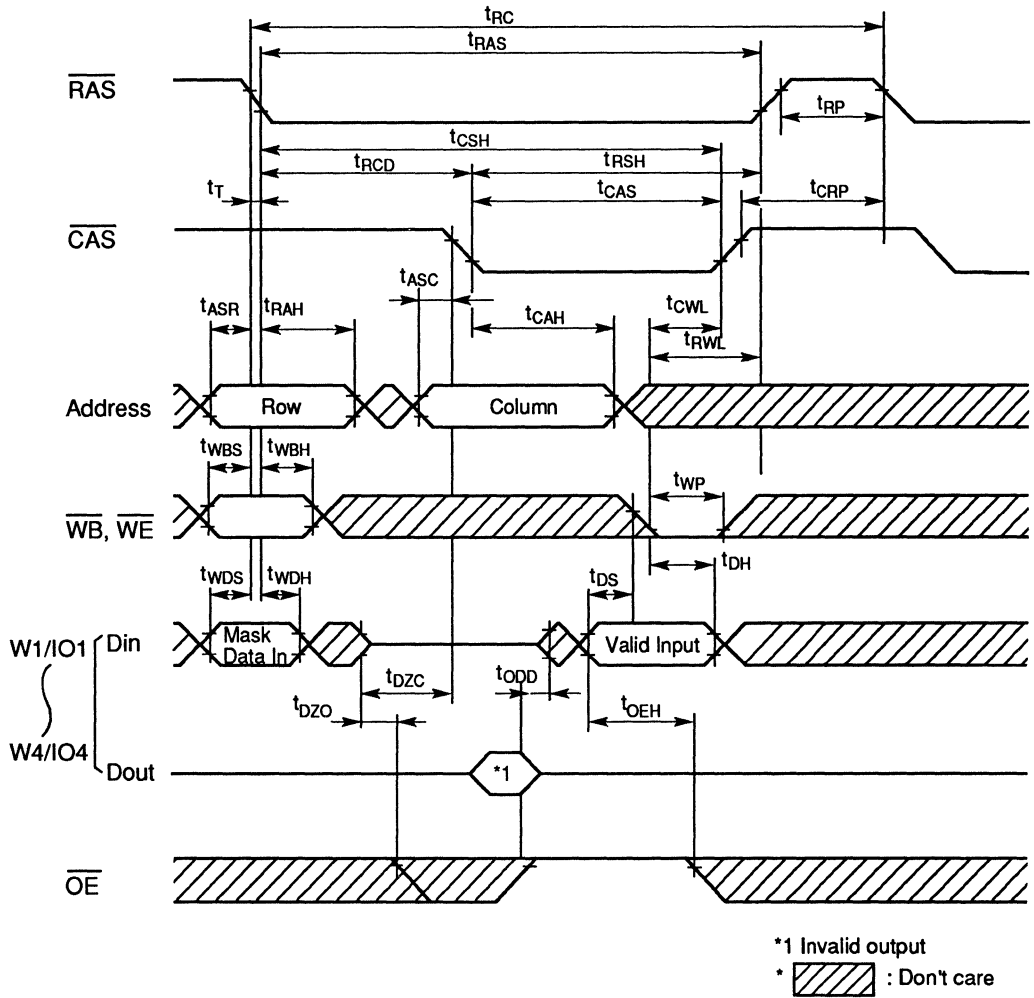 tRC
tRAS
RAS
tRP
tCSH
tRCD
tRSH
tT
tCAS
tCRP
CAS
tASC
tASR
tRAH
tCAH
tCWL
tRWL
Address
Row
Column
tWBS
tWBH
tWP
WB, WE
tDH
tWDS
tWDH
tDS
W1/IO1
Din
Mask
Data In
Valid Input
tDZC
tODD
tDZO
tOEH
W4/IO4
Dout
*1
OE
*1 Invalid output
* : Don't care